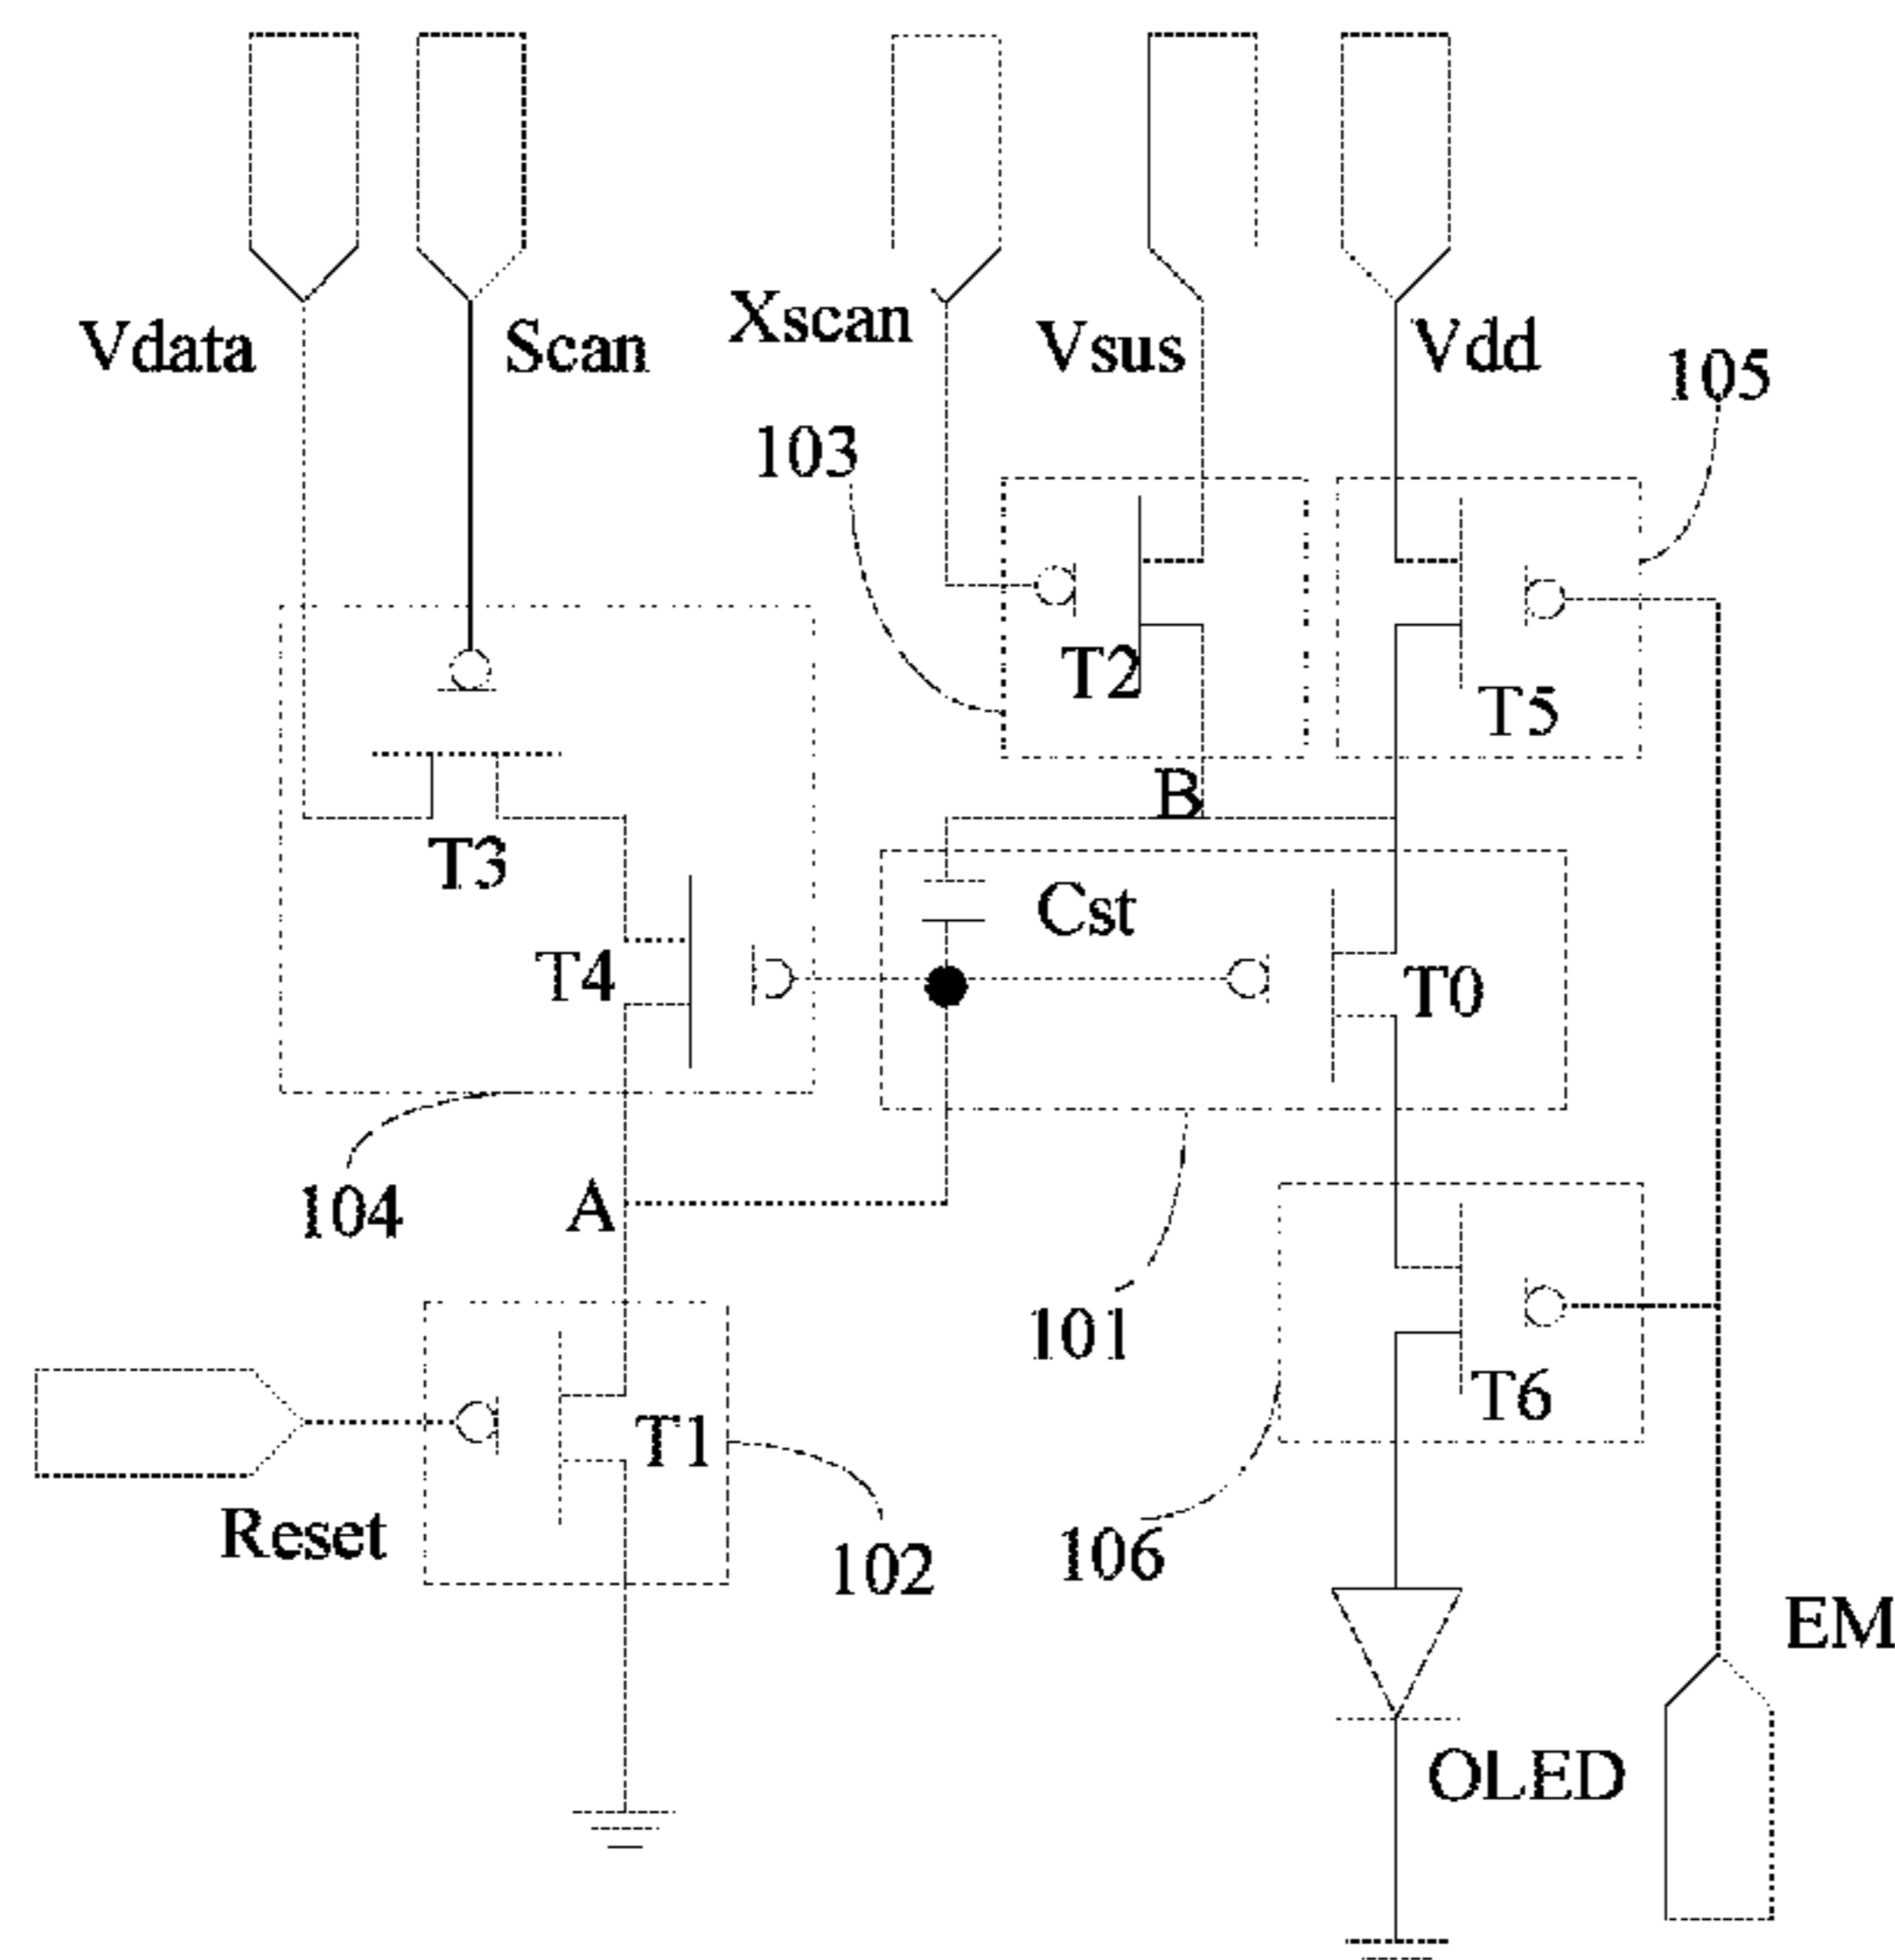 Vdata
Scan
Xscan
Vsus
Vdd
105
103
T2
T5
B
T3
Cst
T4
T0
104
A
101
T6
T1
Reset
102
106
EM
OLED